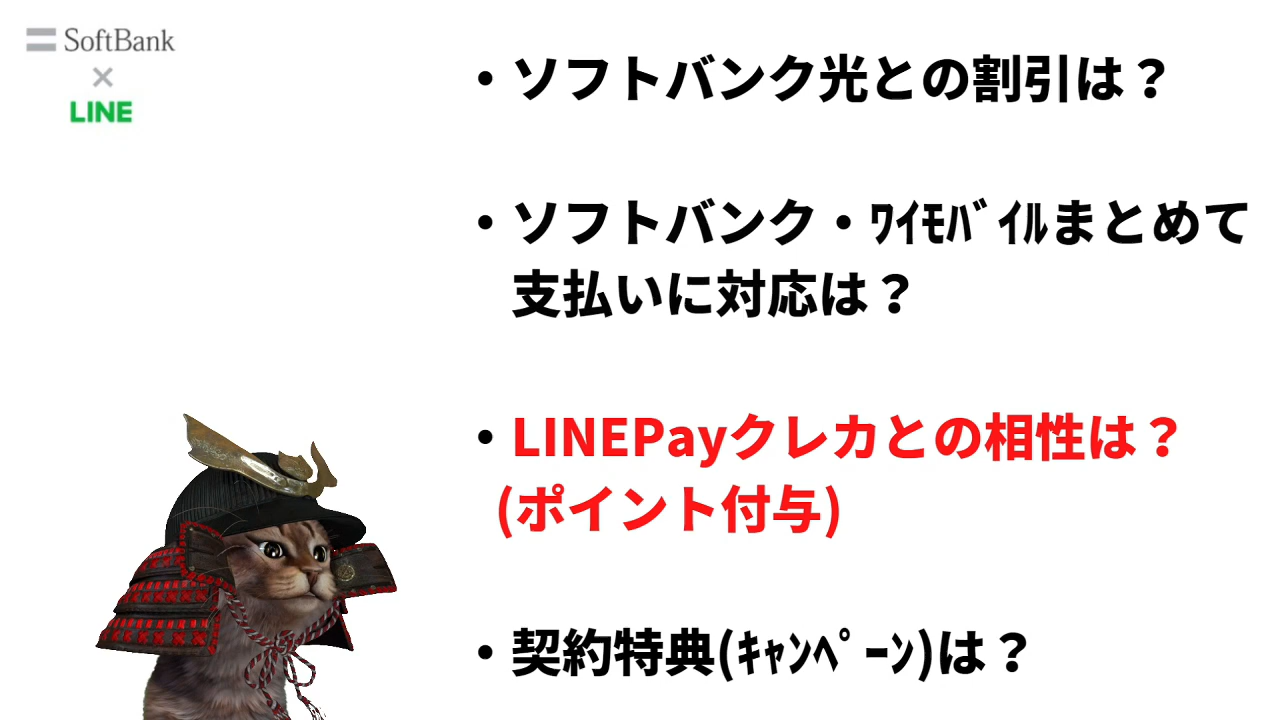 SoftBank
×
LINE
・ソフトバンク光との割引は？
・ソフトバンク・ﾜｲﾓﾊﾞｲﾙまとめて
支払いに対応は？
・LINEPayクレカとの相性は？
(ポイント付与)
・契約特典(ｷｬﾝﾍﾟｰﾝ)は？